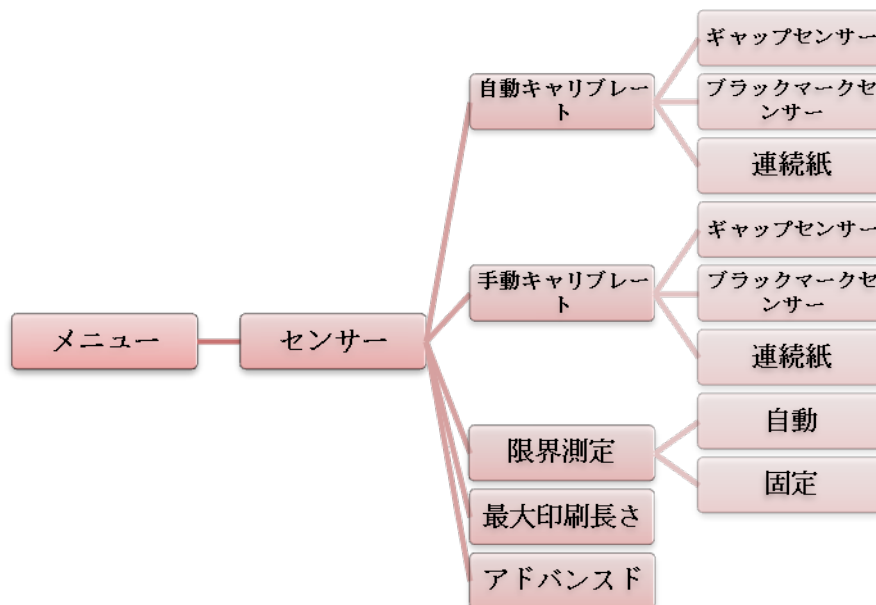 メニュー
センサー
自動キャリブレー
ト
ギャップセンサー
ブラックマークセ
ンサー
連続紙
手動キャリブレー
ト
ギャップセンサー
ブラックマークセ
ンサー
連続紙
限界測定
自動
固定
最大印刷長さ
アドバンスド